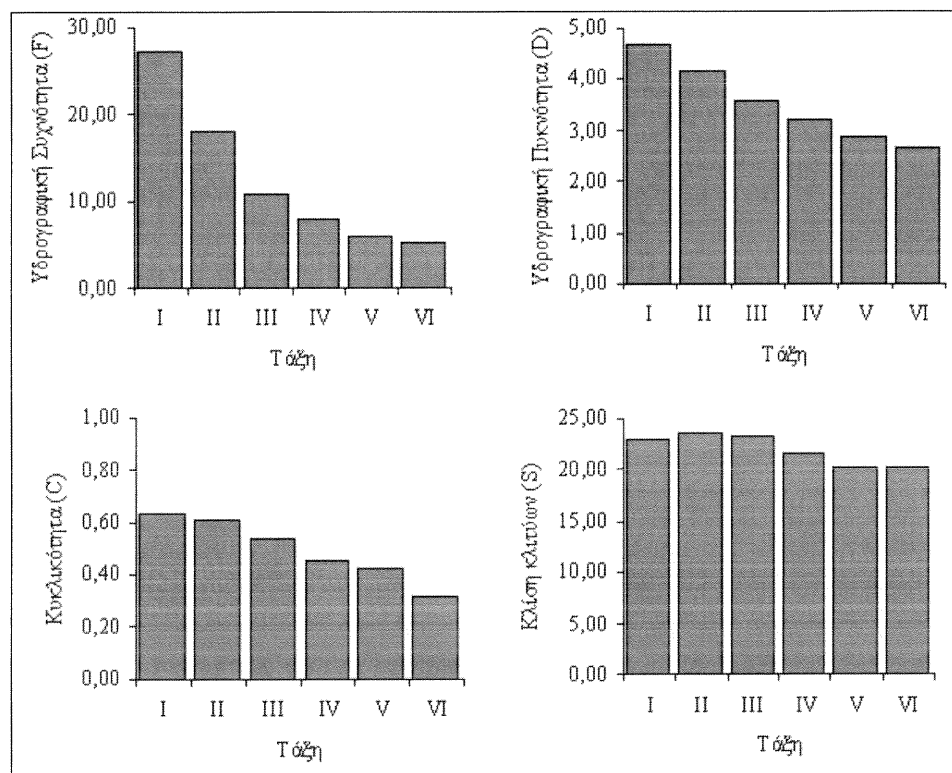 Υδρογραφική Συχνότητα (F)
30,00
20,00
10,00
0,00
I II III IV V VI
Τάξη
Υδρογραφική Πυκνότητα (D)
5,00
4,00
3,00
2,00
1,00
0,00
I II III IV V VI
Τάξη
Κυκλικότητα (C)
1,00
0,80
0,60
0,40
0,20
0,00
I II III IV V VI
Τάξη
Κλίση κλιτύων (S)
25,00
20,00
15,00
10,00
5,00
0,00
I II III IV V VI
Τάξη